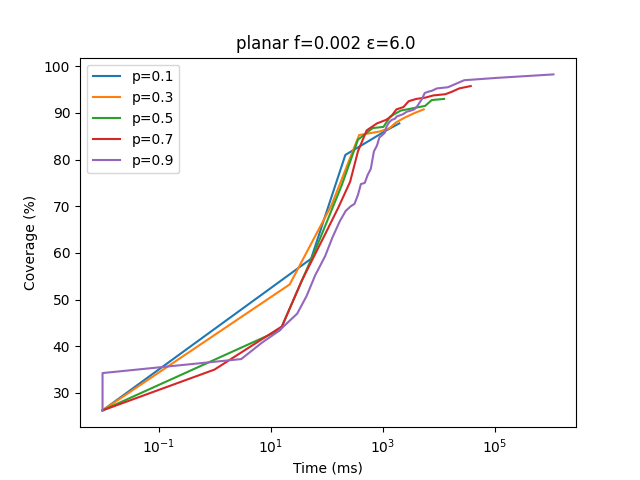 planar f=0.002 ε=6.0
100
90
80
70
60
50
40
30
Coverage (%)
p=0.1
p=0.3
p=0.5
p=0.7
p=0.9
10⁻¹
10¹
10³
10⁵
Time (ms)